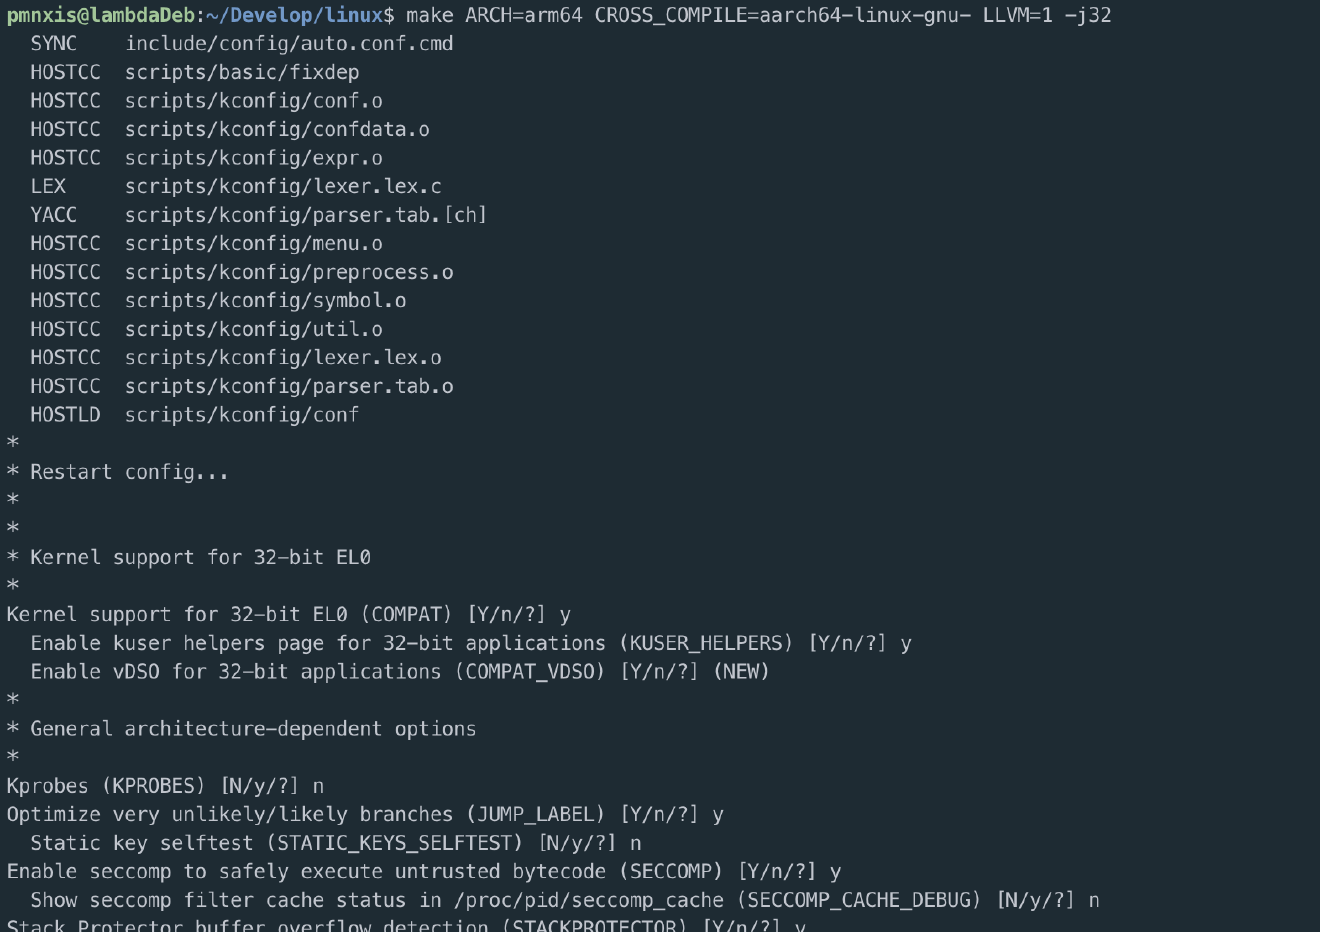 pmnxis@lambdaDeb:~/Develop/linux$ make ARCH=arm64 CROSS_COMPILE=aarch64-linux-gnu- LLVM=1 -j32
  SYNC    include/config/auto.conf.cmd
  HOSTCC  scripts/basic/fixdep
  HOSTCC  scripts/kconfig/conf.o
  HOSTCC  scripts/kconfig/confdata.o
  HOSTCC  scripts/kconfig/expr.o
  LEX     scripts/kconfig/lexer.lex.c
  YACC    scripts/kconfig/parser.tab.[ch]
  HOSTCC  scripts/kconfig/menu.o
  HOSTCC  scripts/kconfig/preprocess.o
  HOSTCC  scripts/kconfig/symbol.o
  HOSTCC  scripts/kconfig/util.o
  HOSTCC  scripts/kconfig/lexer.lex.o
  HOSTCC  scripts/kconfig/parser.tab.o
  HOSTLD  scripts/kconfig/conf
*
* Restart config...
*
*
* Kernel support for 32-bit EL0
*
Kernel support for 32-bit EL0 (COMPAT) [Y/n/?] y
  Enable kuser helpers page for 32-bit applications (KUSER_HELPERS) [Y/n/?] y
  Enable vDSO for 32-bit applications (COMPAT_VDSO) [Y/n/?] (NEW)
*
* General architecture-dependent options
*
Kprobes (KPROBES) [N/y/?] n
Optimize very unlikely/likely branches (JUMP_LABEL) [Y/n/?] y
  Static key selftest (STATIC_KEYS_SELFTEST) [N/y/?] n
Enable seccomp to safely execute untrusted bytecode (SECCOMP) [Y/n/?] y
  Show seccomp filter cache status in /proc/pid/seccomp_cache (SECCOMP_CACHE_DEBUG) [N/y/?] n
Stack Protector buffer overflow detection (STACKPROTECTOR) [Y/n/?] y